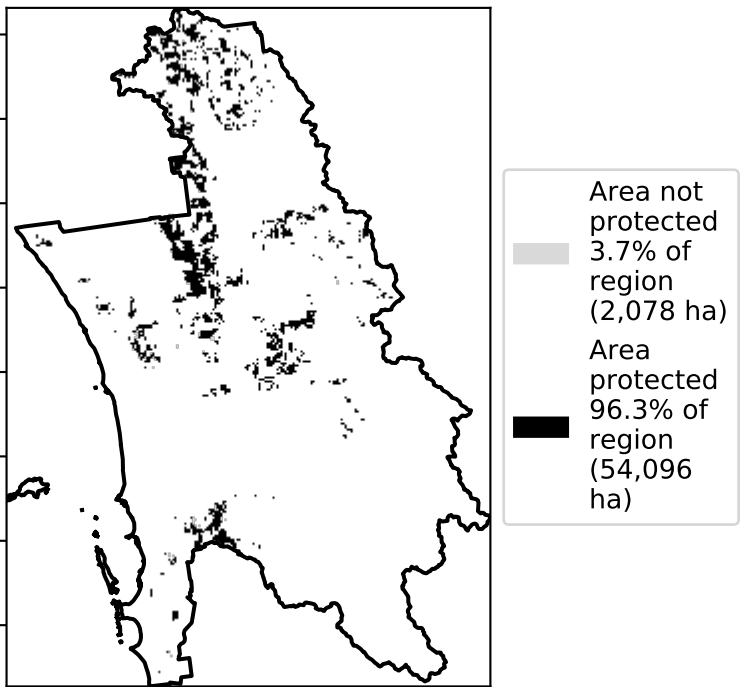 Area not
protected
3.7% of
region
(2,078 ha)
Area
protected
96.3% of
region
(54,096
ha)